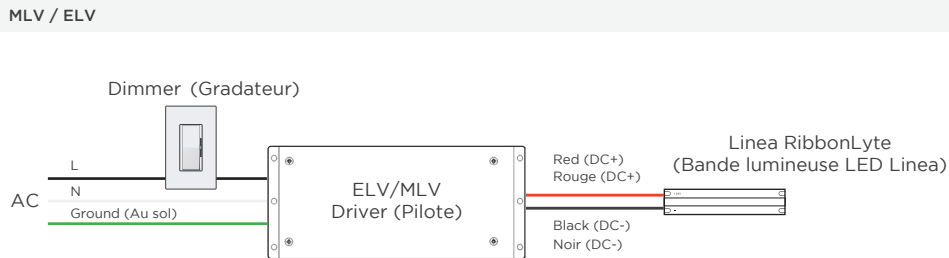 MLV / ELV
Dimmer (Gradateur)
L
N
AC
Ground (Au sol)
ELV/MLV
Driver (Pilote)
Red (DC+)
Rouge (DC+)
Black (DC-)
Noir (DC-)
Linea RibbonLyte
(Bande lumineuse LED Linea)